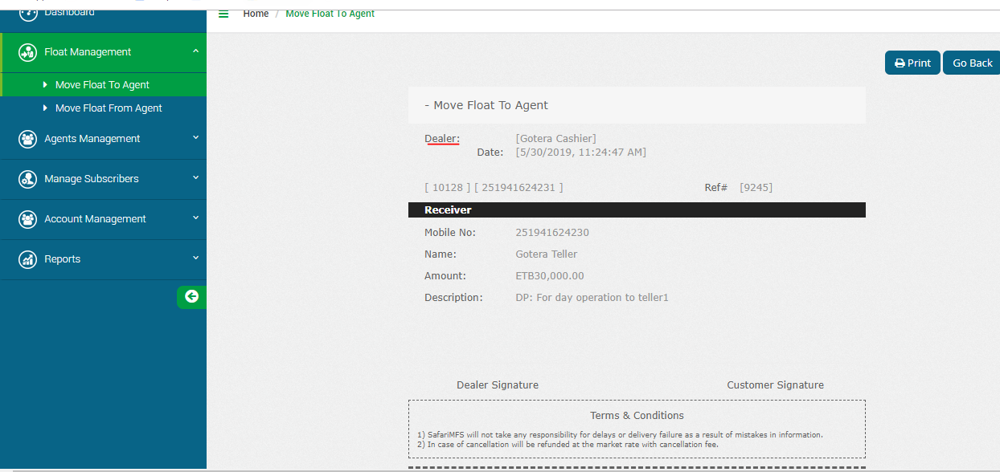 Dashboard
Home / Move Float To Agent
Float Management
Move Float To Agent
Move Float From Agent
Agents Management
Manage Subscribers
Account Management
Reports
Print
Go Back
- Move Float To Agent
Dealer: [Gotera Cashier]
Date: [5/30/2019, 11:24:47 AM]
[ 10128 ] [ 251941624231 ] Ref# [9245]
Receiver
Mobile No: 251941624230
Name: Gotera Teller
Amount: ETB30,000.00
Description: DP: For day operation to teller1
Dealer Signature Customer Signature
Terms & Conditions
1) SafariMFS will not take any responsibility for delays or delivery failure as a result of mistakes in information.
2) In case of cancellation will be refunded at the market rate with cancellation fee.